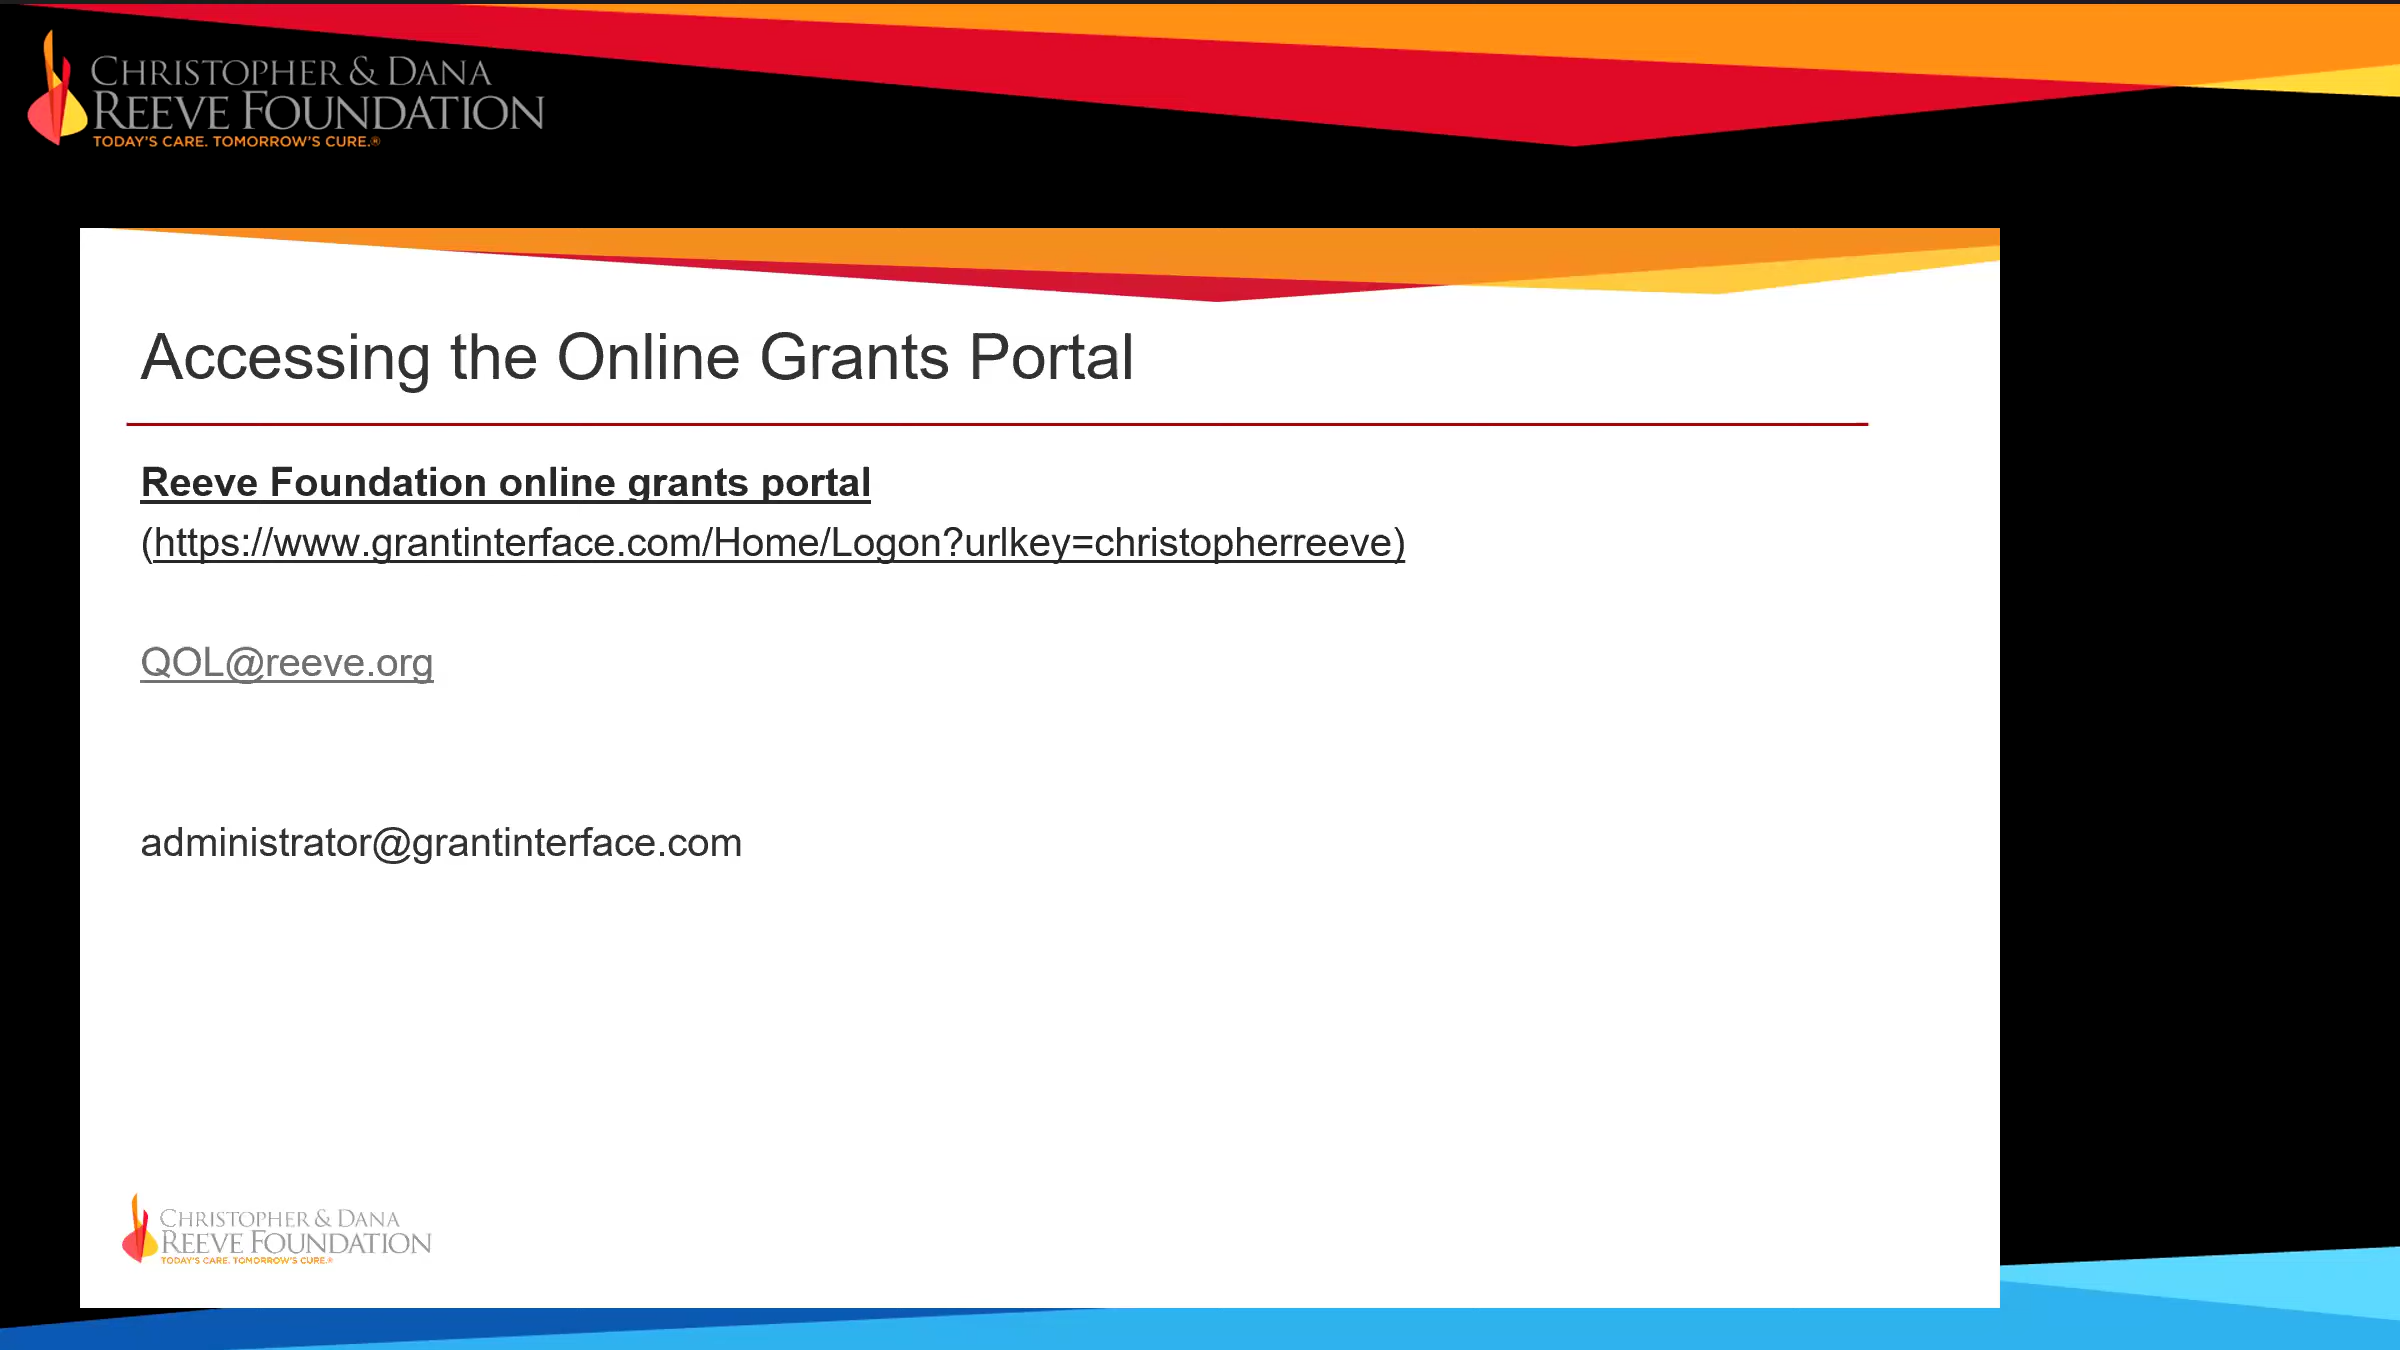 CHRISTOPHER & DANA
REEVE FOUNDATION
TODAY'S CARE. TOMORROW'S CURE.®
Accessing the Online Grants Portal
Reeve Foundation online grants portal
(https://www.grantinterface.com/Home/Logon?urlkey=christopherreeve)
QOL@reeve.org
administrator@grantinterface.com
CHRISTOPHER & DANA
REEVE FOUNDATION
TODAY'S CARE. TOMORROW'S CURE.®